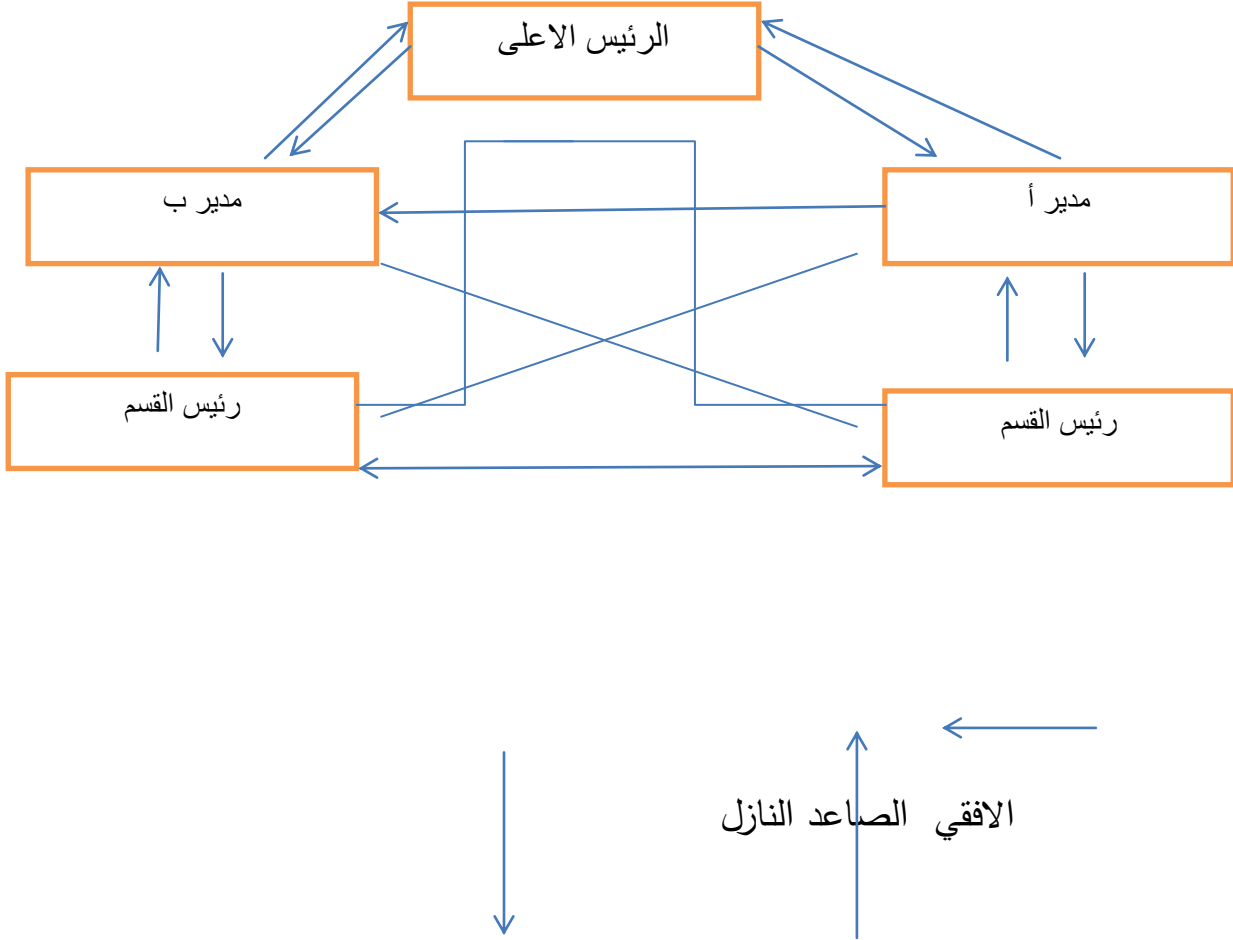 الرئيس الاعلى
مدير أ
مدير ب
رئيس القسم
رئيس القسم
الافقي الصاعد النازل